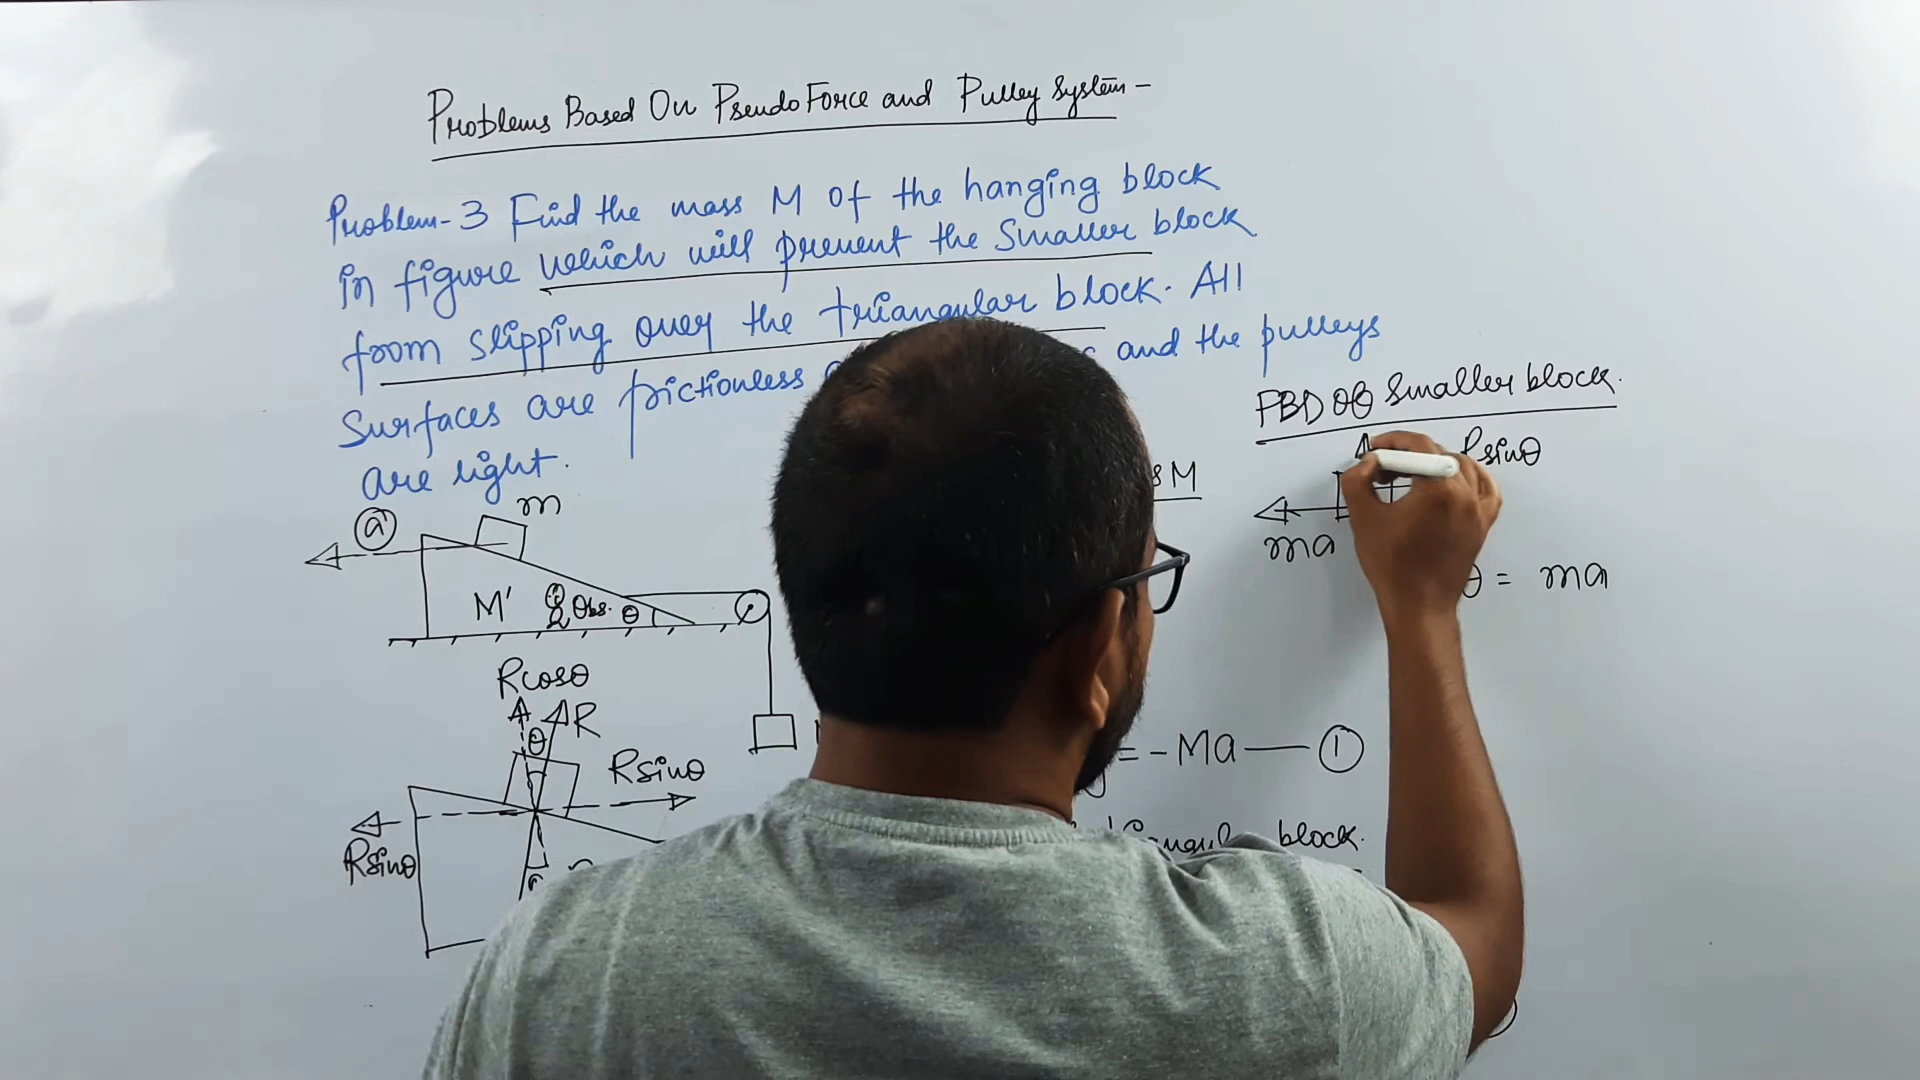 Problems Based On Pseudo Force and Pulley System -
Problem-3 Find the mass M of the hanging block
in figure which will prevent the Smaller block
from slipping over the triangular block. All
Surfaces are frictionless and the pulleys
are light.
m
a
M'
Obs.
θ
Rcosθ
R
θ
Rsinθ
Rsinθ
M
= -Ma — 1
block.
FBD of Smaller block.
Rsinθ
ma
θ = ma